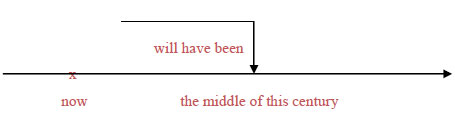 will have been
x
now the middle of this century